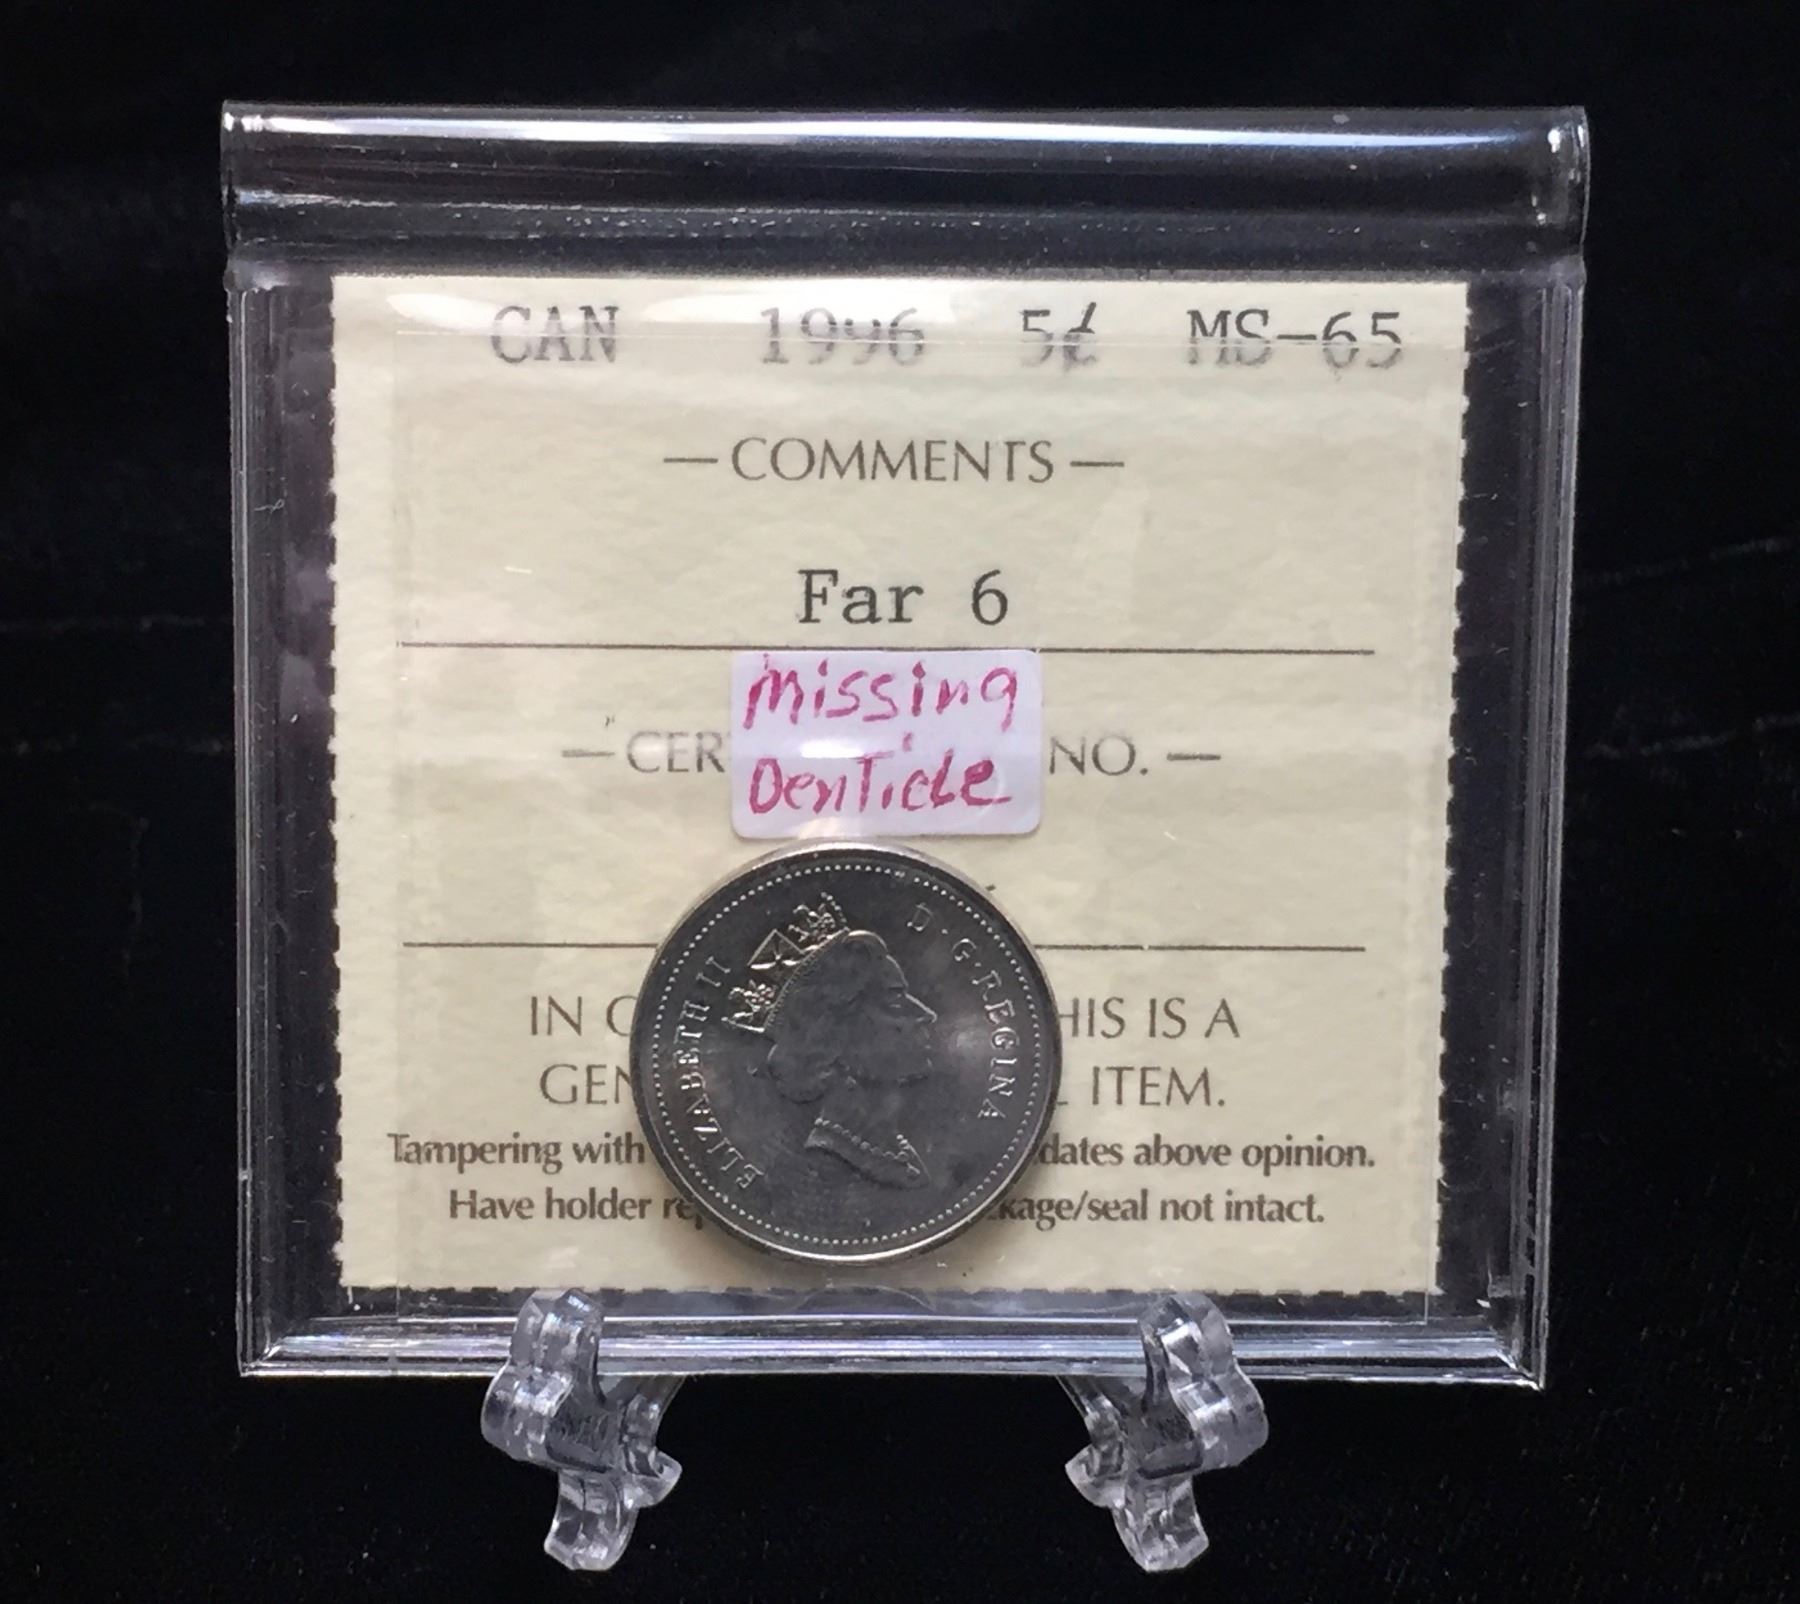 CAN 1996 5¢ MS-65
— COMMENTS —
Far 6
Missing
Denticle
— CER NO. —
IN HIS IS A
GEN ITEM.
Tampering with dates above opinion.
Have holder kage/seal not intact.
ELIZABETH II D·G·REGINA